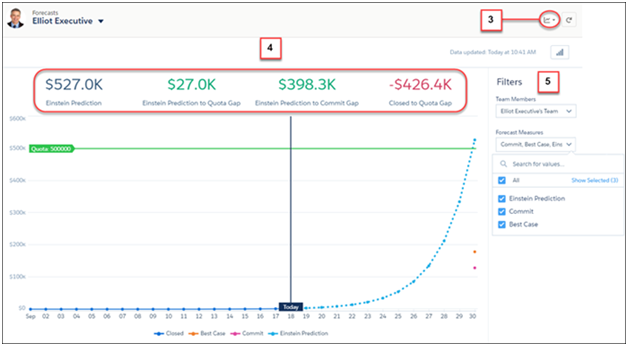 Forecasts
Elliot Executive
3
4
Data updated: Today at 10:41 AM
$527.0K
$27.0K
$398.3K
-$426.4K
Einstein Prediction
Einstein Prediction to Quota Gap
Einstein Prediction to Commit Gap
Closed to Quota Gap
Filters
5
Team Members
Elliot Executive's Team
Forecast Measures
Commit, Best Case, Eins
Search for values...
All
Show Selected (3)
Einstein Prediction
Commit
Best Case
$600k
Quota: 500000
$500k
$400k
$300k
$200k
$100k
$0
Today
Sep 02 03 04 05 06 07 08 09 10 11 12 13 14 15 16 17 18 19 20 21 22 23 24 25 26 27 28 29 30
Closed Best Case Commit Einstein Prediction